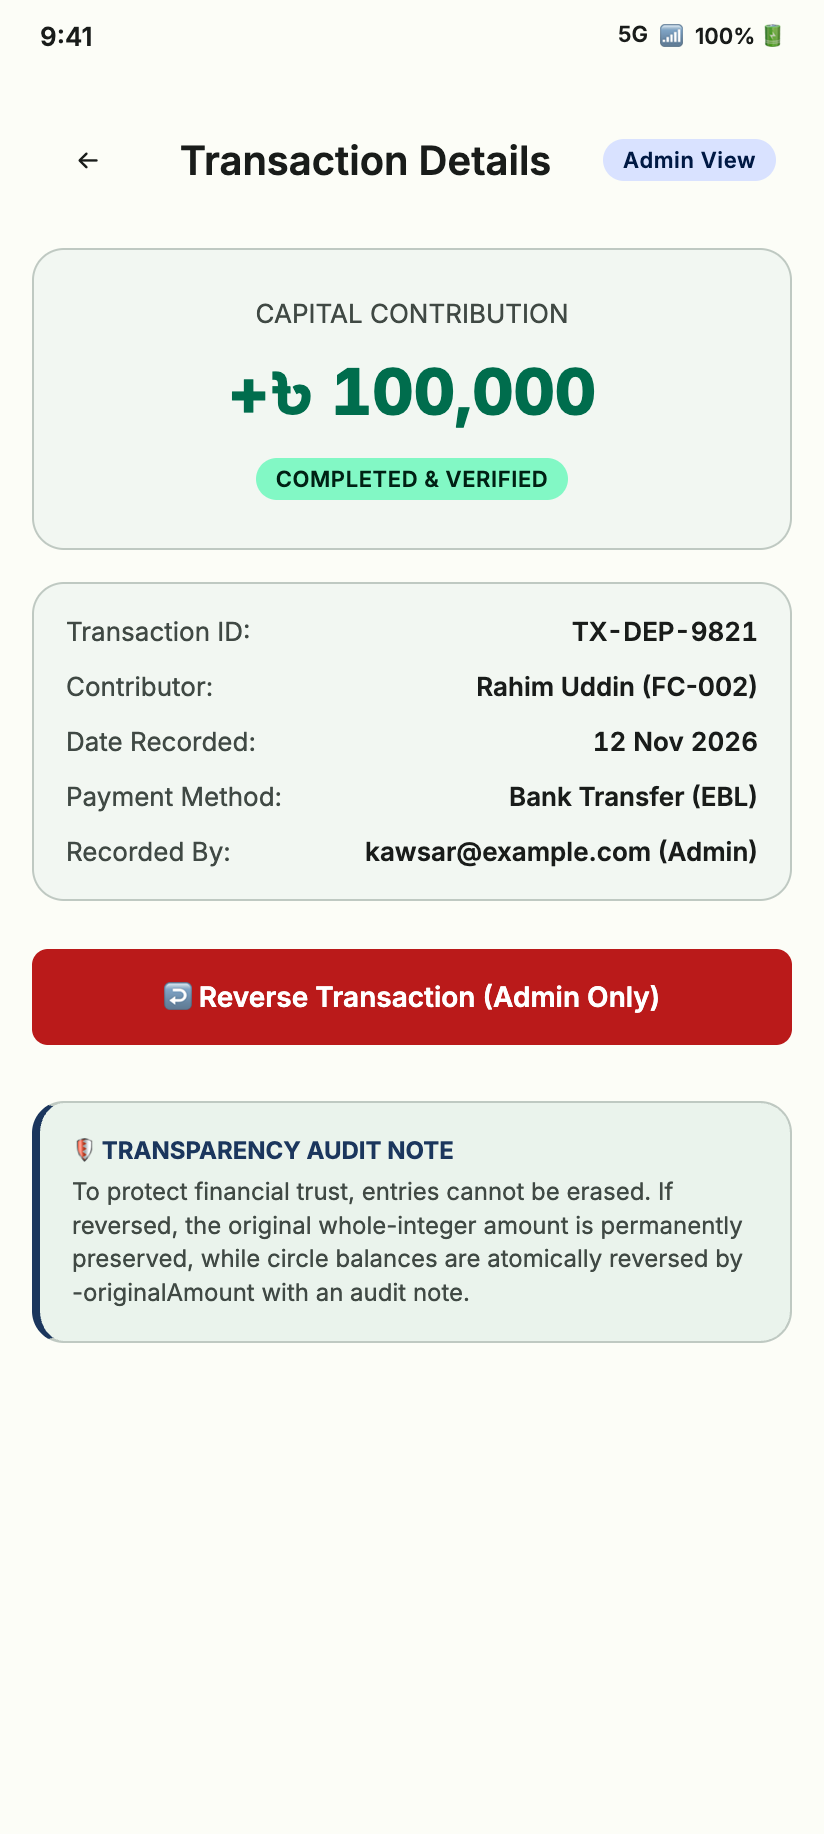 9:41
5G 100%
← Transaction Details Admin View
CAPITAL CONTRIBUTION
+৳ 100,000
COMPLETED & VERIFIED
Transaction ID: TX-DEP-9821
Contributor: Rahim Uddin (FC-002)
Date Recorded: 12 Nov 2026
Payment Method: Bank Transfer (EBL)
Recorded By: kawsar@example.com (Admin)
↩️ Reverse Transaction (Admin Only)
🛡️ TRANSPARENCY AUDIT NOTE
To protect financial trust, entries cannot be erased. If
reversed, the original whole-integer amount is permanently
preserved, while circle balances are atomically reversed by
-originalAmount with an audit note.